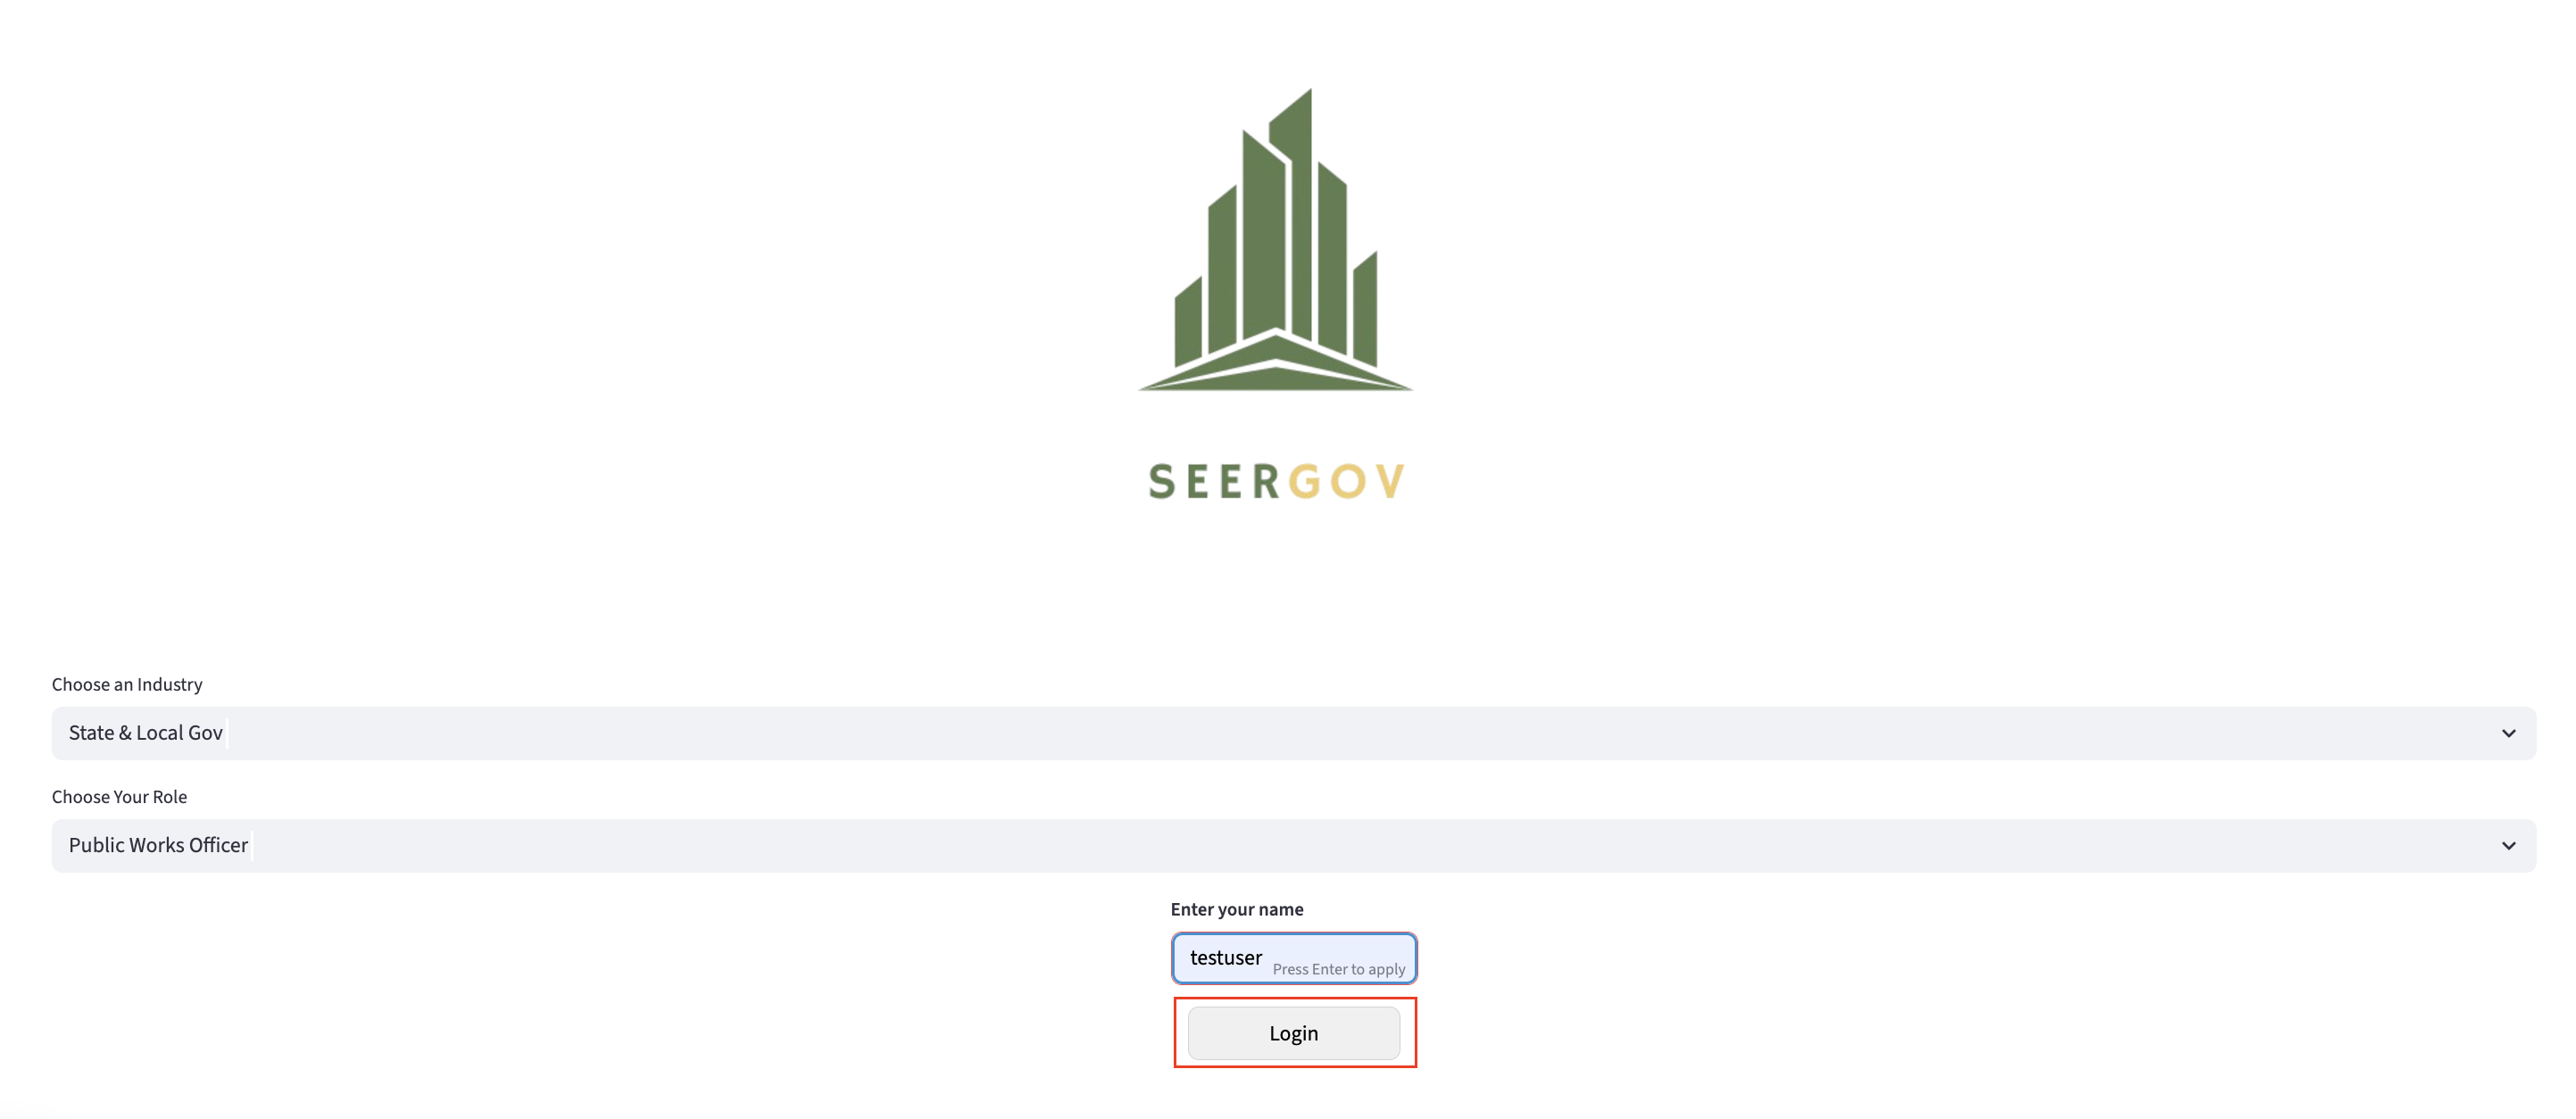 SEERGOV
Choose an Industry
State & Local Gov
Choose Your Role
Public Works Officer
Enter your name
testuser Press Enter to apply
Login